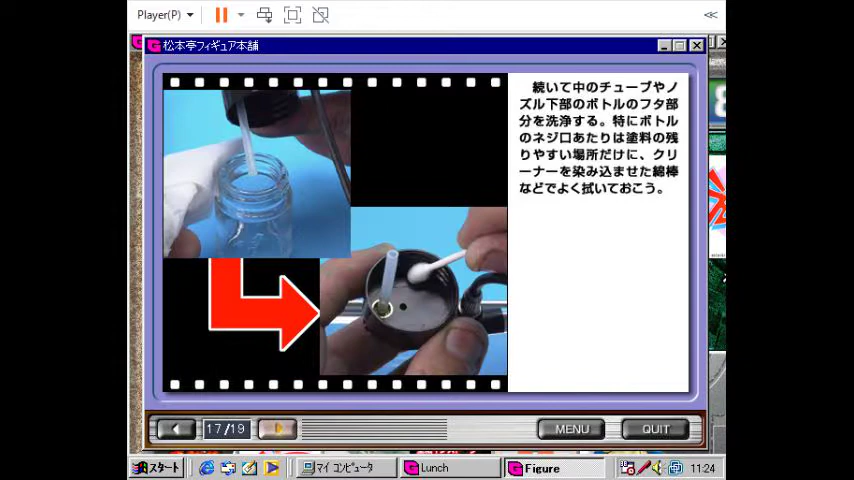 Player(P)
松本亭フィギュア本舗
続いて中のチューブやノ
ズル下部のボトルのフタ部
分を洗浄する。特にボトル
のネジ口あたりは塗料の残
りやすい場所だけに、クリ
ーナーを染み込ませた綿棒
などでよく拭いておこう。
17/19
MENU
QUIT
スタート
マイ コンピュータ
Lunch
Figure
11:24